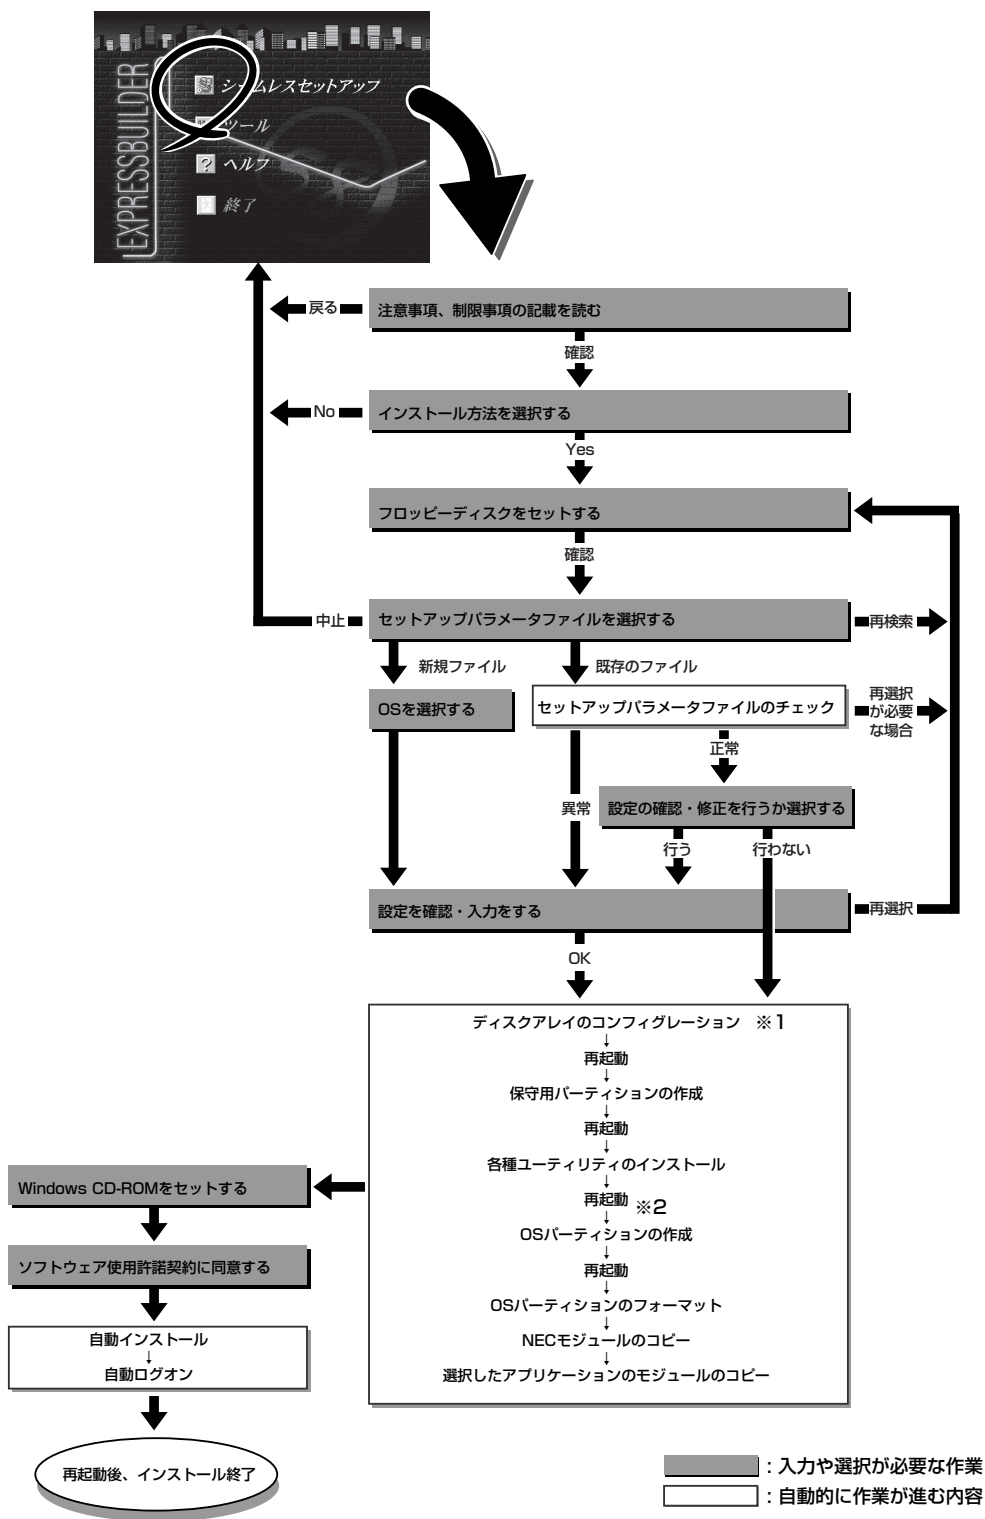 EXPRESSBUILDER
シームレスセットアップ
ツール
ヘルプ
終了
戻る
注意事項、制限事項の記載を読む
確認
No
インストール方法を選択する
Yes
フロッピーディスクをセットする
確認
中止
セットアップパラメータファイルを選択する
再検索
新規ファイル
既存のファイル
OSを選択する
セットアップパラメータファイルのチェック
再選択
が必要
な場合
正常
異常
設定の確認・修正を行うか選択する
行う
行わない
設定を確認・入力をする
再選択
OK
ディスクアレイのコンフィグレーション ※1
↓
再起動
↓
保守用パーティションの作成
↓
再起動
↓
各種ユーティリティのインストール
↓
再起動 ※2
↓
OSパーティションの作成
↓
再起動
↓
OSパーティションのフォーマット
↓
NECモジュールのコピー
↓
選択したアプリケーションのモジュールのコピー
Windows CD-ROMをセットする
ソフトウェア使用許諾契約に同意する
自動インストール
↓
自動ログオン
再起動後、インストール終了
：入力や選択が必要な作業
：自動的に作業が進む内容